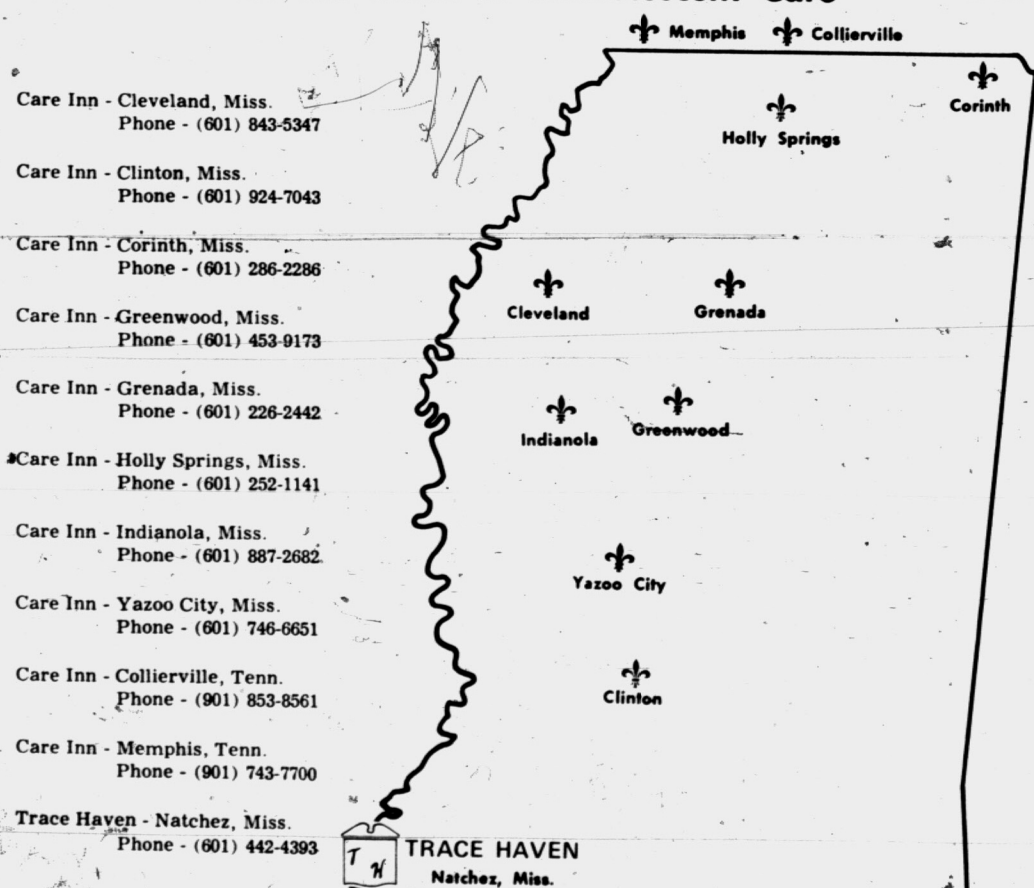 Care Inn - Cleveland, Miss.
Phone - (601) 843-5347
Care Inn - Clinton, Miss.
Phone - (601) 924-7043
Care Inn - Corinth, Miss.
Phone - (601) 286-2286
Care Inn - Greenwood, Miss.
Phone - (601) 453-9173
Care Inn - Grenada, Miss.
Phone - (601) 226-2442
Care Inn - Holly Springs, Miss.
Phone - (601) 252-1141
Care Inn - Indianola, Miss.
Phone - (601) 887-2682
Care Inn - Yazoo City, Miss.
Phone - (601) 746-6651
Care Inn - Collierville, Tenn.
Phone - (901) 853-8561
Care Inn - Memphis, Tenn.
Phone - (901) 743-7700
Trace Haven - Natchez, Miss.
Phone - (601) 442-4393
Care
Memphis
Collierville
Corinth
Holly Springs
Cleveland
Grenada
Indianola
Greenwood
Yazoo City
Clinton
T H
TRACE HAVEN
Natchez, Miss.